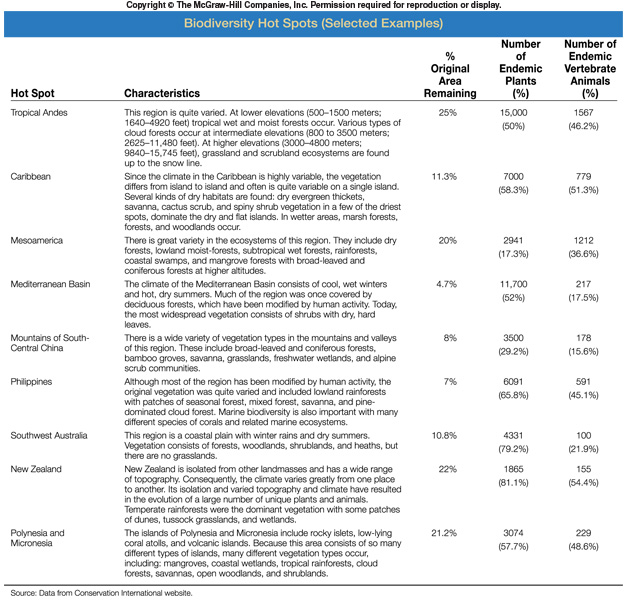 Copyright © The McGraw-Hill Companies, Inc. Permission required for reproduction or display.
Biodiversity Hot Spots (Selected Examples)
Hot Spot Characteristics % Original Area Remaining Number of Endemic Plants (%) Number of Endemic Vertebrate Animals (%)
Tropical Andes This region is quite varied. At lower elevations (500–1500 meters; 25% 15,000 1567
1640–4920 feet) tropical wet and moist forests occur. Various types of (50%) (46.2%)
cloud forests occur at intermediate elevations (800 to 3500 meters;
2625–11,480 feet). At higher elevations (3000–4800 meters;
9840–15,745 feet), grassland and scrubland ecosystems are found
up to the snow line.
Caribbean Since the climate in the Caribbean is highly variable, the vegetation 11.3% 7000 779
differs from island to island and often is quite variable on a single island. (58.3%) (51.3%)
Several kinds of dry habitats are found: dry evergreen thickets,
savanna, cactus scrub, and spiny shrub vegetation in a few of the driest
spots, dominate the dry and flat islands. In wetter areas, marsh forests,
forests, and woodlands occur.
Mesoamerica There is great variety in the ecosystems of this region. They include dry 20% 2941 1212
forests, lowland moist-forests, subtropical wet forests, rainforests, (17.3%) (36.6%)
coastal swamps, and mangrove forests with broad-leaved and
coniferous forests at higher altitudes.
Mediterranean Basin The climate of the Mediterranean Basin consists of cool, wet winters 4.7% 11,700 217
and hot, dry summers. Much of the region was once covered by (52%) (17.5%)
deciduous forests, which have been modified by human activity. Today,
the most widespread vegetation consists of shrubs with dry, hard
leaves.
Mountains of South- There is a wide variety of vegetation types in the mountains and valleys 8% 3500 178
Central China of this region. These include broad-leaved and coniferous forests, (29.2%) (15.6%)
bamboo groves, savanna, grasslands, freshwater wetlands, and alpine
scrub communities.
Philippines Although most of the region has been modified by human activity, the 7% 6091 591
original vegetation was quite varied and included lowland rainforests (65.8%) (45.1%)
with patches of seasonal forest, mixed forest, savanna, and pine-
dominated cloud forest. Marine biodiversity is also important with many
different species of corals and related marine ecosystems.
Southwest Australia This region is a coastal plain with winter rains and dry summers. 10.8% 4331 100
Vegetation consists of forests, woodlands, shrublands, and heaths, but (79.2%) (21.9%)
there are no grasslands.
New Zealand New Zealand is isolated from other landmasses and has a wide range 22% 1865 155
of topography. Consequently, the climate varies greatly from one place (81.1%) (54.4%)
to another. Its isolation and varied topography and climate have resulted
in the evolution of a large number of unique plants and animals.
Temperate rainforests were the dominant vegetation with some patches
of dunes, tussock grasslands, and wetlands.
Polynesia and The islands of Polynesia and Micronesia include rocky islets, low-lying 21.2% 3074 229
Micronesia coral atolls, and volcanic islands. Because this area consists of so many (57.7%) (48.6%)
different types of islands, many different vegetation types occur,
including: mangroves, coastal wetlands, tropical rainforests, cloud
forests, savannas, open woodlands, and shrublands.
Source: Data from Conservation International website.